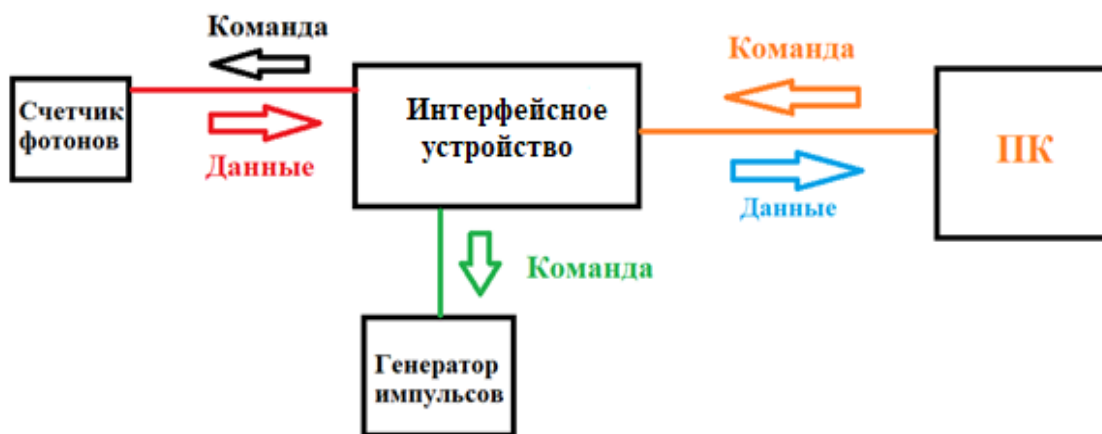 Команда
Команда
Счетчик
фотонов
Интерфейсное
устройство
ПК
Данные
Данные
Команда
Генератор
импульсов